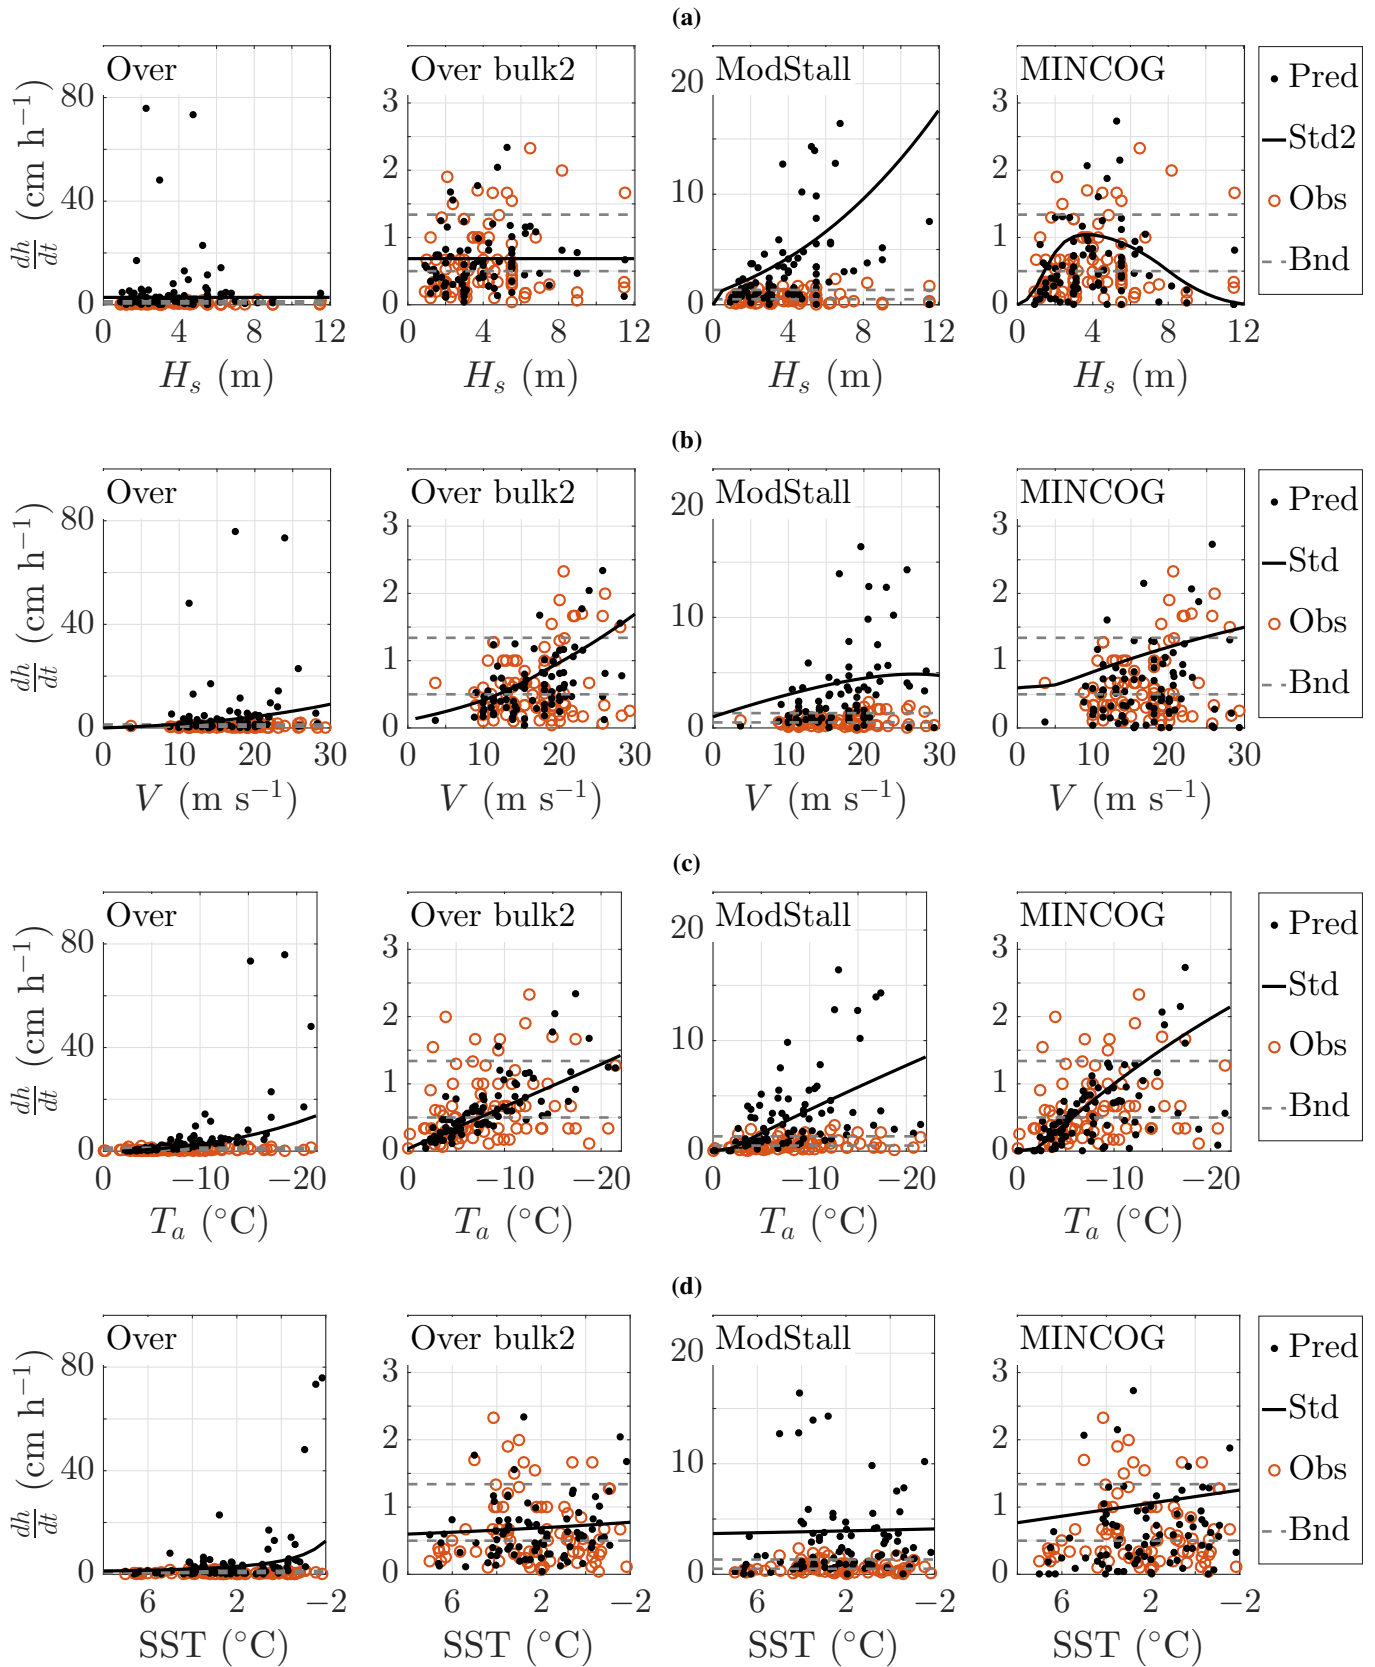 (a)
Over
Over bulk2
ModStall
MINCOG
80
40
0
3
2
1
0
20
10
0
3
2
1
0
dh/dt (cm h⁻¹)
4 8 12
0 4 8 12
0 4 8 12
0 4 8 12
H_s (m)
H_s (m)
H_s (m)
H_s (m)
Pred
Std2
Obs
Bnd
(b)
Over
Over bulk2
ModStall
MINCOG
80
40
0
3
2
1
0
20
10
0
3
2
1
0
dh/dt (cm h⁻¹)
0 10 20 30
0 10 20 30
0 10 20 30
0 10 20 30
V (m s⁻¹)
V (m s⁻¹)
V (m s⁻¹)
V (m s⁻¹)
Pred
Std
Obs
Bnd
(c)
Over
Over bulk2
ModStall
MINCOG
80
40
0
3
2
1
0
20
10
0
3
2
1
0
dh/dt (cm h⁻¹)
0 −10 −20
0 −10 −20
0 −10 −20
0 −10 −20
T_a (°C)
T_a (°C)
T_a (°C)
T_a (°C)
Pred
Std
Obs
Bnd
(d)
Over
Over bulk2
ModStall
MINCOG
80
40
0
3
2
1
0
20
10
0
3
2
1
0
dh/dt (cm h⁻¹)
6 2 −2
6 2 −2
6 2 −2
6 2 −2
SST (°C)
SST (°C)
SST (°C)
SST (°C)
Pred
Std
Obs
Bnd